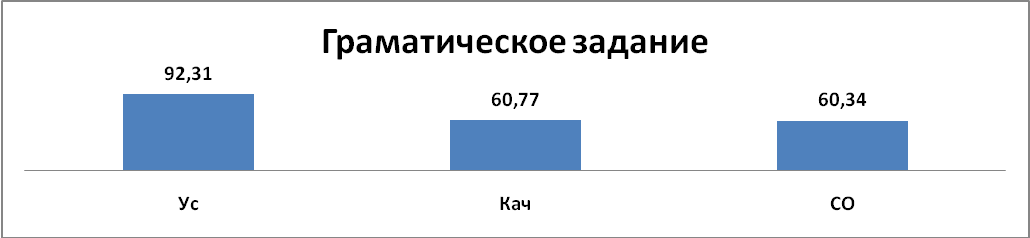 Граматическое задание
92,31
60,77
60,34
Ус
Кач
СО